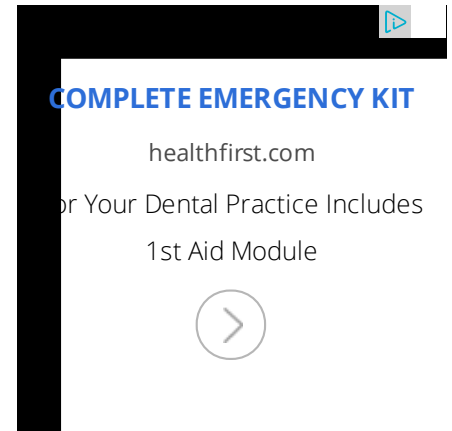 COMPLETE EMERGENCY KIT
healthfirst.com
or Your Dental Practice Includes
1st Aid Module